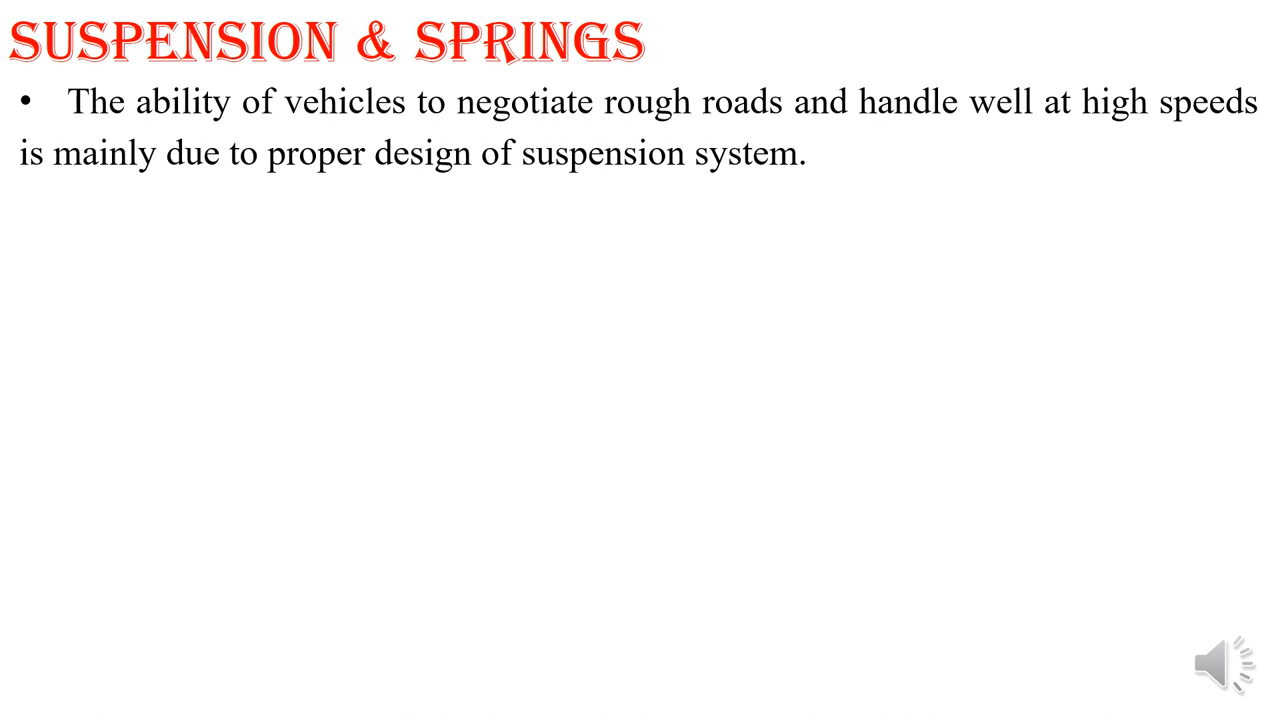 SUSPENSION & SPRINGS
• The ability of vehicles to negotiate rough roads and handle well at high speeds
is mainly due to proper design of suspension system.